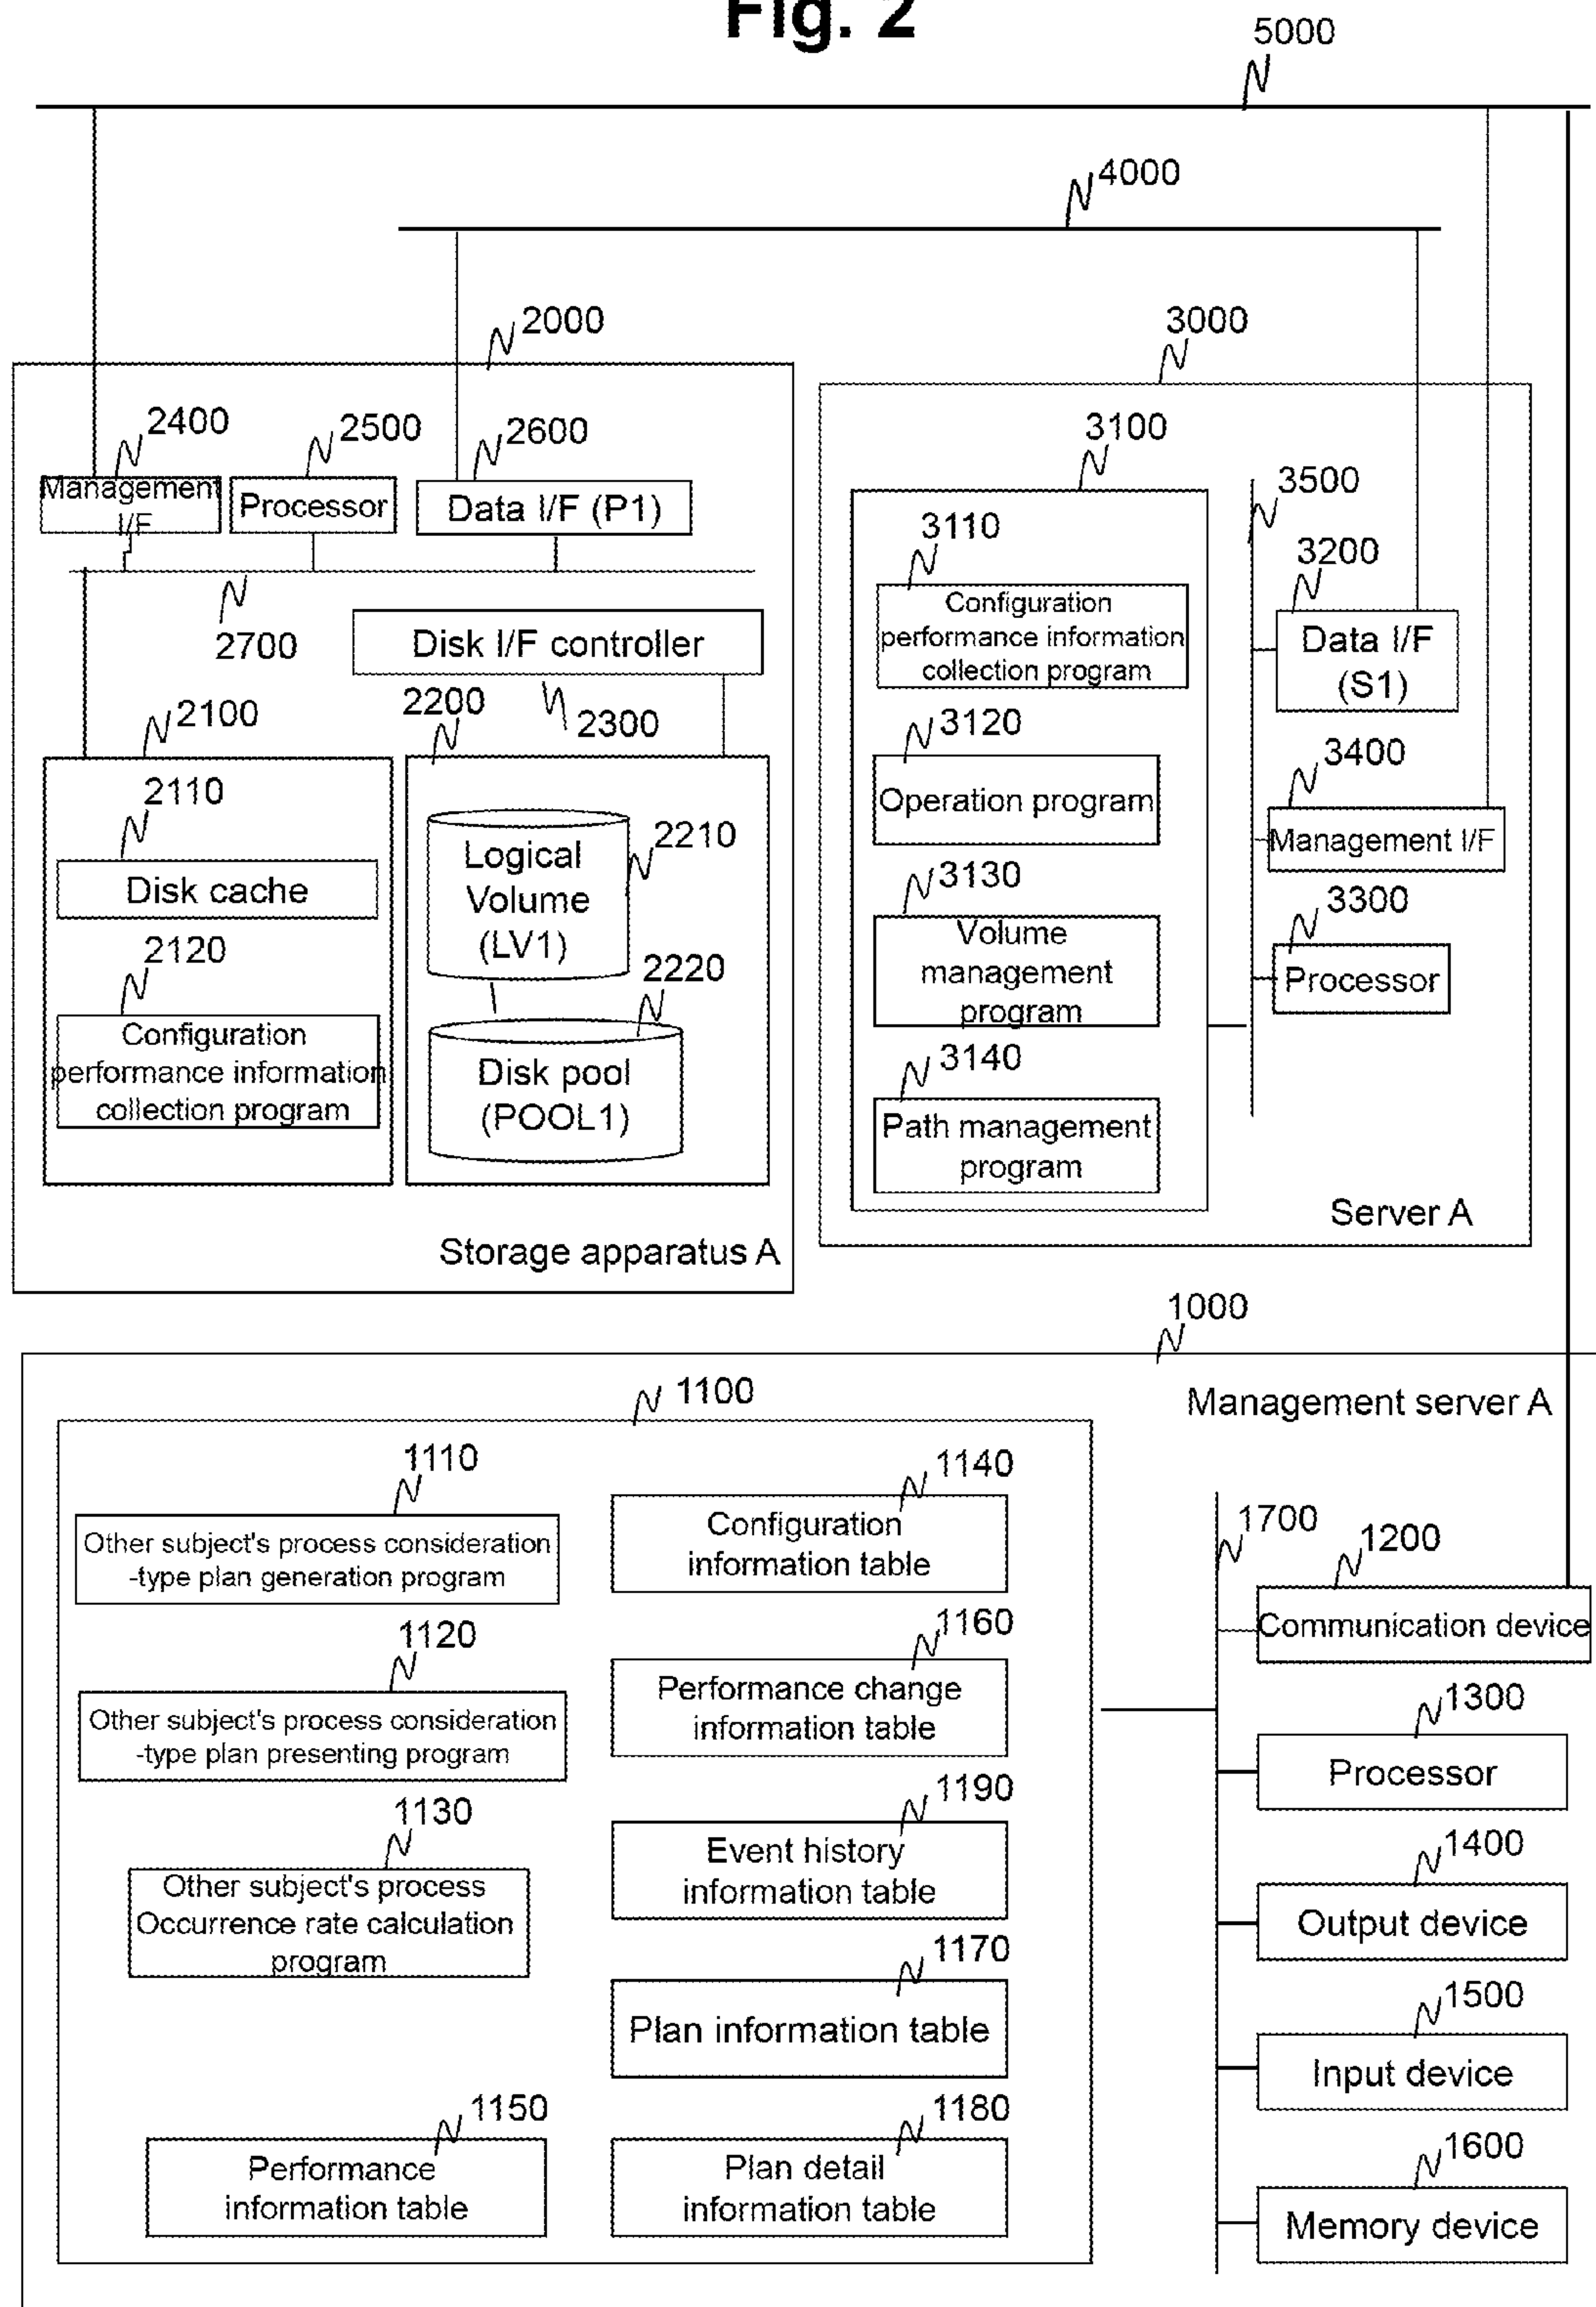 Fig. 2
5000
4000
2000
3000
2400
2500
2600
Management
I/F
Processor
Data I/F (P1)
2700
Disk I/F controller
2300
2100
2200
2110
Disk cache
2120
Configuration
performance information
collection program
Logical
Volume
(LV1)
2210
2220
Disk pool
(POOL1)
Storage apparatus A
3100
3110
Configuration
performance information
collection program
3120
Operation program
3130
Volume
management
program
3140
Path management
program
3500
3200
Data I/F
(S1)
3400
Management I/F
3300
Processor
Server A
1000
Management server A
1100
1110
Other subject's process consideration
-type plan generation program
1120
Other subject's process consideration
-type plan presenting program
1130
Other subject's process
Occurrence rate calculation
program
1150
Performance
information table
1140
Configuration
information table
1160
Performance change
information table
1190
Event history
information table
1170
Plan information table
1180
Plan detail
information table
1700
1200
Communication device
1300
Processor
1400
Output device
1500
Input device
1600
Memory device